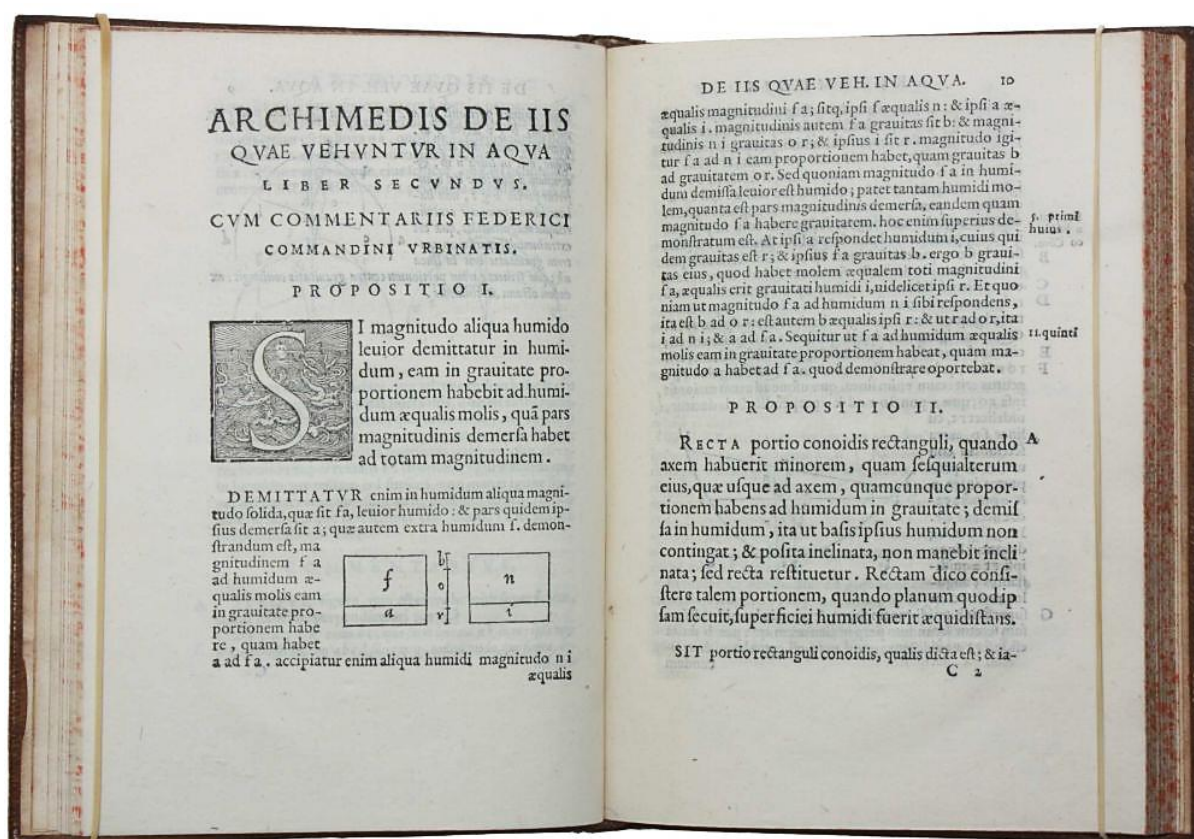 ARCHIMEDIS DE IIS
QVAE VEHVNTVR IN AQVA
LIBER SECVNDVS.
CVM COMMENTARIIS FEDERICI
COMMANDINI VRBINATIS.
PROPOSITIO I.
SI magnitudo aliqua humido
leuior demittatur in humi-
dum, eam in grauitate pro-
portionem habebit ad humi-
dum æqualis molis, quã pars
magnitudinis demersa habet
ad totam magnitudinem.
DEMITTATVR enim in humidum aliqua magni-
tudo solida, quæ sit fa, leuior humido: & pars quidem ip-
sius demersa sit a; quæ autem extra humidum f. demon-
strandum est, ma
gnitudinem f a
ad humidum æ-
qualis molis eam
in grauitate pro-
portionem habe
re, quam habet
a ad f a. accipiatur enim aliqua humidi magnitudo n i
æqualis
f
a
b
o
r
n
i
DE IIS QVAE VEH. IN AQVA. 10
æqualis magnitudini f a; sitq, ipsi f æqualis n: & ipsi a æ-
qualis i. magnitudinis autem f a grauitas sit b: & magni-
tudinis n i grauitas o r; & ipsius i sit r. magnitudo igi-
tur f a ad n i eam proportionem habet, quam grauitas b
ad grauitatem o r. Sed quoniam magnitudo f a in humi-
dum demissa leuior est humido; patet tantam humidi mo-
lem, quanta est pars magnitudinis demersa, eandem quam
magnitudo f a habere grauitatem. hoc enim superius de-
monstratum est. At ipsi a respondet humidum i, cuius qui
dem grauitas est r; & ipsius f a grauitas b. ergo b graui-
tas eius, quod habet molem æqualem toti magnitudini
f a, æqualis erit grauitati humidi i, uidelicet ipsi r. Et quo
niam ut magnitudo f a ad humidum n i sibi respondens,
ita est b ad o r: est autem b æqualis ipsi r: & ut r ad o r, ita
i ad n i; & a ad f a. Sequitur ut f a ad humidum æqualis
molis eam in grauitate proportionem habeat, quam ma-
gnitudo a habet ad f a. quod demonstrare oportebat.
5. primi
huius.
11. quinti
PROPOSITIO II.
RECTA portio conoidis rectanguli, quando A
axem habuerit minorem, quam sesquialterum
eius, quæ usque ad axem, quamcunque propor-
tionem habens ad humidum in grauitate; demis
sa in humidum, ita ut basis ipsius humidum non
contingat; & posita inclinata, non manebit incli
nata; sed recta restituetur. Rectam dico consi-
stere talem portionem, quando planum quod ip
sam secuit, superficiei humidi fuerit æquidistans.
SIT portio rectanguli conoidis, qualis dicta est; & ia-
C 2